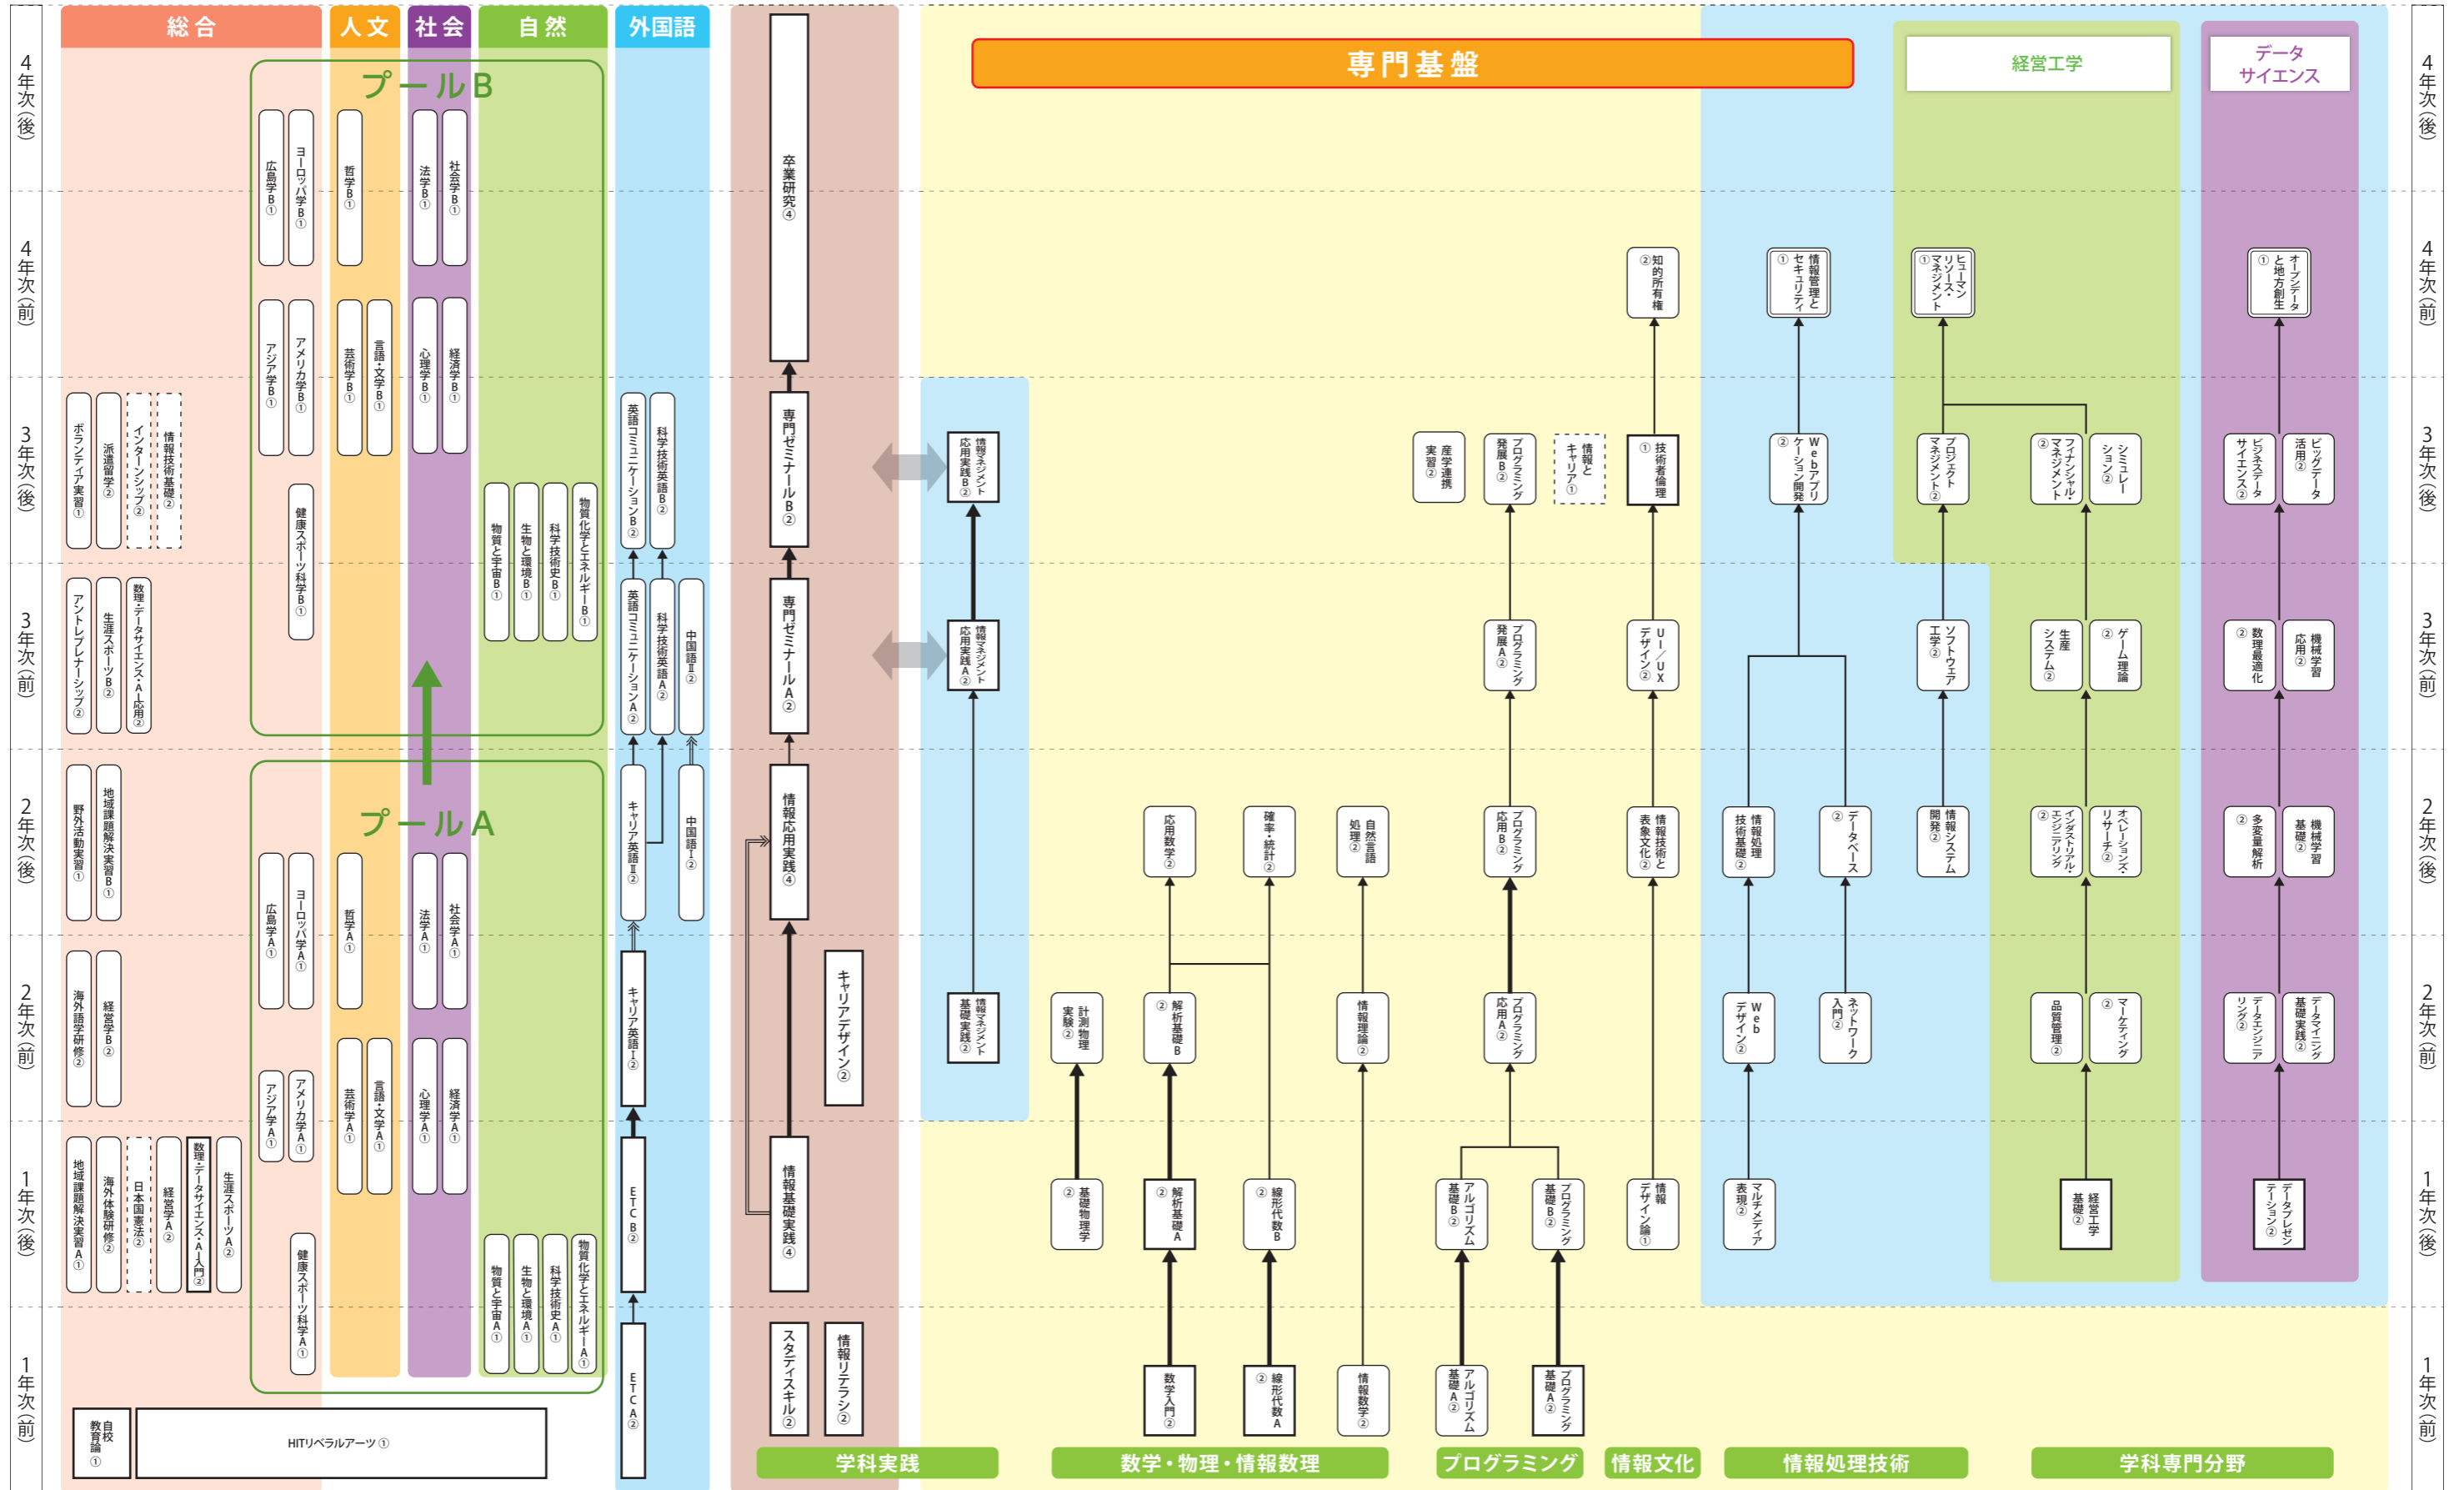 総合
人文
社会
自然
外国語
専門基盤
経営工学
データ
サイエンス
4年次(後)
プールB
広島学B①
ヨーロッパ学B①
哲学B①
法学B①
社会学B①
卒業研究④
4年次(後)
4年次(前)
アジア学B①
アメリカ学B①
芸術学B①
言語・文学B①
心理学B①
経済学B①
知的所有権
②
情報管理と
セキュリティ
①
ヒューマン
リソース・
マネジメント
①
オープンデータ
と地方創生
①
4年次(前)
3年次(後)
ボランティア実習①
派遣留学②
インターンシップ②
情報技術基礎②
健康スポーツ科学B①
物質と宇宙B①
生物と環境B①
科学技術史B①
物質化学とエネルギーB①
英語コミュニケーションB②
科学技術英語B②
専門ゼミナールB②
情報マネジメント
応用実践B②
産学連携
実習②
プログラミング
発展B②
情報と
キャリア①
技術者倫理
①
Webアプリ
ケーション開発
②
プロジェクト
マネジメント②
フィナンシャル・
マネジメント
②
シミュレー
ション②
ビジネスデータ
サイエンス②
ビッグデータ
活用②
3年次(後)
3年次(前)
アントレプレナーシップ②
生涯スポーツB②
数理・データサイエンス・AI応用②
英語コミュニケーションA②
科学技術英語A②
中国語Ⅱ②
専門ゼミナールA②
情報マネジメント
応用実践A②
プログラミング
発展A②
UI/UX
デザイン②
ソフトウェア
工学②
生産
システム②
ゲーム理論
②
数理最適化
②
機械学習
応用②
3年次(前)
2年次(後)
野外活動実習①
地域課題解決実習B①
プールA
広島学A①
ヨーロッパ学A①
哲学A①
法学A①
社会学A①
キャリア英語Ⅱ②
中国語Ⅰ②
情報応用実践④
応用数学②
確率・統計②
自然言語
処理②
プログラミング
応用B②
情報技術と
表象文化②
情報処理
技術基礎②
データベース
②
情報システム
開発②
インダストリアル・
エンジニアリング
②
オペレーションズ・
リサーチ②
多変量解析
②
機械学習
基礎②
2年次(後)
2年次(前)
海外語学研修②
経営学B②
アジア学A①
アメリカ学A①
芸術学A①
言語・文学A①
心理学A①
経済学A①
キャリア英語Ⅰ②
キャリアデザイン②
情報マネジメント
基礎実践②
計測物理
実験②
解析基礎B
②
情報理論②
プログラミング
応用A②
Web
デザイン②
ネットワーク
入門②
品質管理②
マーケティング
②
データエンジニア
リング②
データマイニング
基礎実践②
2年次(前)
1年次(後)
地域課題解決実習A①
海外体験研修②
日本国憲法②
経営学A②
数理・データサイエンス・AI入門②
生涯スポーツA②
健康スポーツ科学A①
物質と宇宙A①
生物と環境A①
科学技術史A①
物質化学とエネルギーA①
ETC B②
情報基礎実践④
基礎物理学
②
解析基礎A
②
線形代数B
②
アルゴリズム
基礎B②
プログラミング
基礎B②
情報
デザイン論①
マルチメディア
表現②
経営工学
基礎②
データプレゼン
テーション②
1年次(後)
1年次(前)
自校
教育論
①
HITリベラルアーツ①
ETC A②
スタディスキル②
情報リテラシ②
数学入門②
線形代数A
②
情報数学②
アルゴリズム
基礎A②
プログラミング
基礎A②
1年次(前)
学科実践
数学・物理・情報数理
プログラミング
情報文化
情報処理技術
学科専門分野